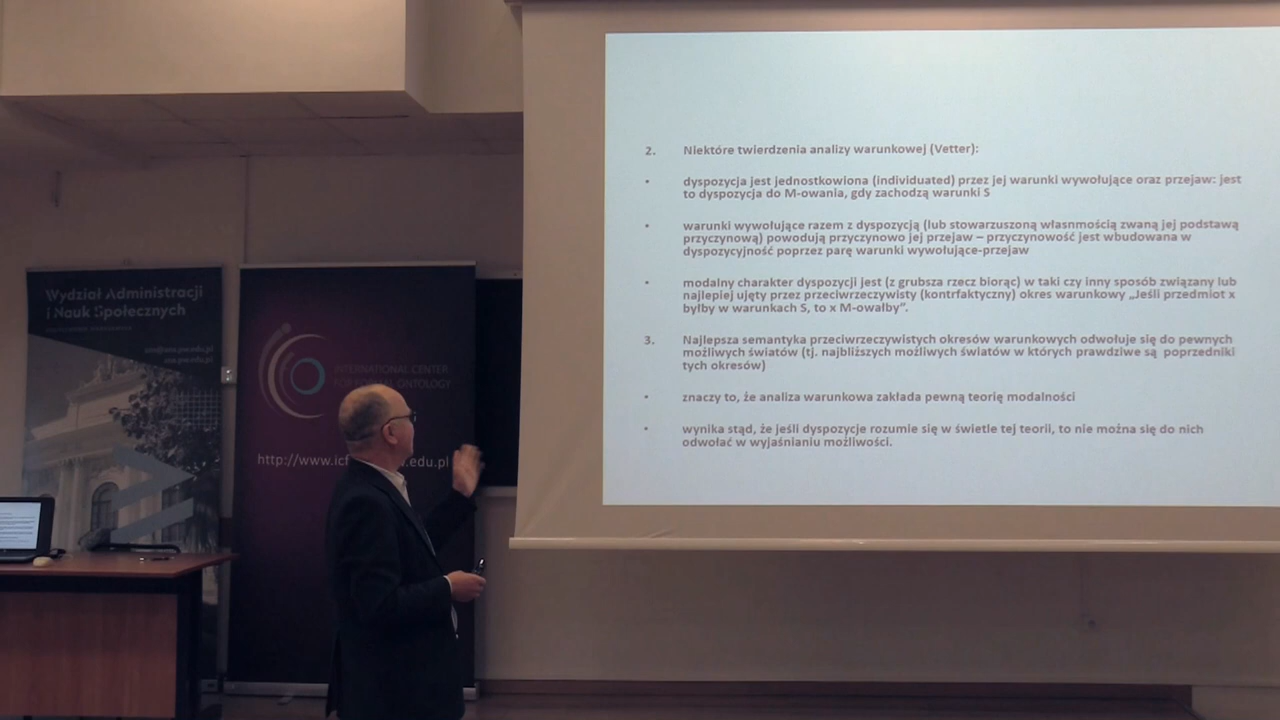 2. Niektóre twierdzenia analizy warunkowej (Vetter):
• dyspozycja jest jednostkowiona (individuated) przez jej warunki wywołujące oraz przejaw: jest
to dyspozycja do M-owania, gdy zachodzą warunki S
• warunki wywołujące razem z dyspozycją (lub stowarzuszoną własnmością zwaną jej podstawą
przyczynową) powodują przyczynowo jej przejaw – przyczynowość jest wbudowana w
dyspozycyjność poprzez parę warunki wywołujące-przejaw
• modalny charakter dyspozycji jest (z grubsza rzecz biorąc) w taki czy inny sposób związany lub
najlepiej ujęty przez przeciwrzeczywisty (kontrfaktyczny) okres warunkowy „Jeśli przedmiot x
byłby w warunkach S, to x M-owałby”.
3. Najlepsza semantyka przeciwrzeczywistych okresów warunkowych odwołuje się do pewnych
możliwych światów (tj. najbliższych możliwych światów w których prawdziwe są poprzedniki
tych okresów)
• znaczy to, że analiza warunkowa zakłada pewną teorię modalności
• wynika stąd, że jeśli dyspozycje rozumie się w świetle tej teorii, to nie można się do nich
odwołać w wyjaśnianiu możliwości.
Wydział Administracji
i Nauk Społecznych
INTERNATIONAL CENTER
FOR FORMAL ONTOLOGY
http://www.icf .edu.pl